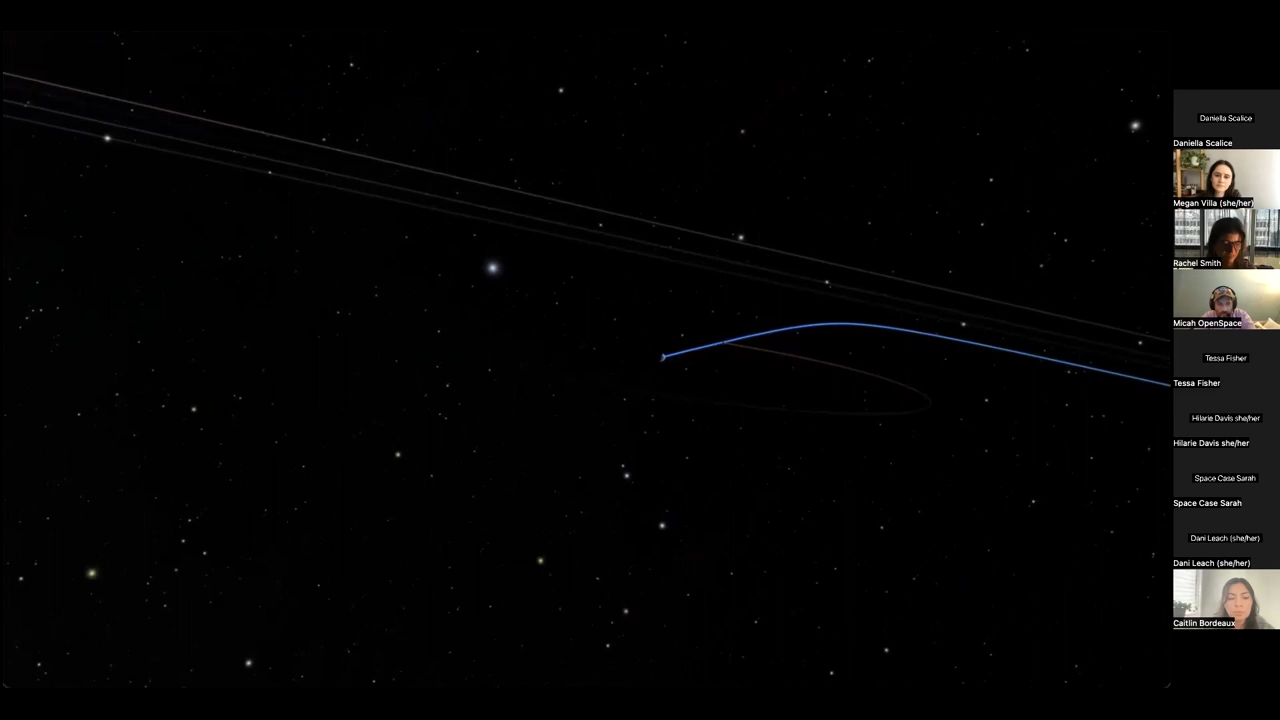 Daniella Scalice
Daniella Scalice
Megan Villa (she/her)
Rachel Smith
Micah OpenSpace
Tessa Fisher
Tessa Fisher
Hilarie Davis she/her
Hilarie Davis she/her
Space Case Sarah
Space Case Sarah
Dani Leach (she/her)
Dani Leach (she/her)
Caitlin Bordeaux